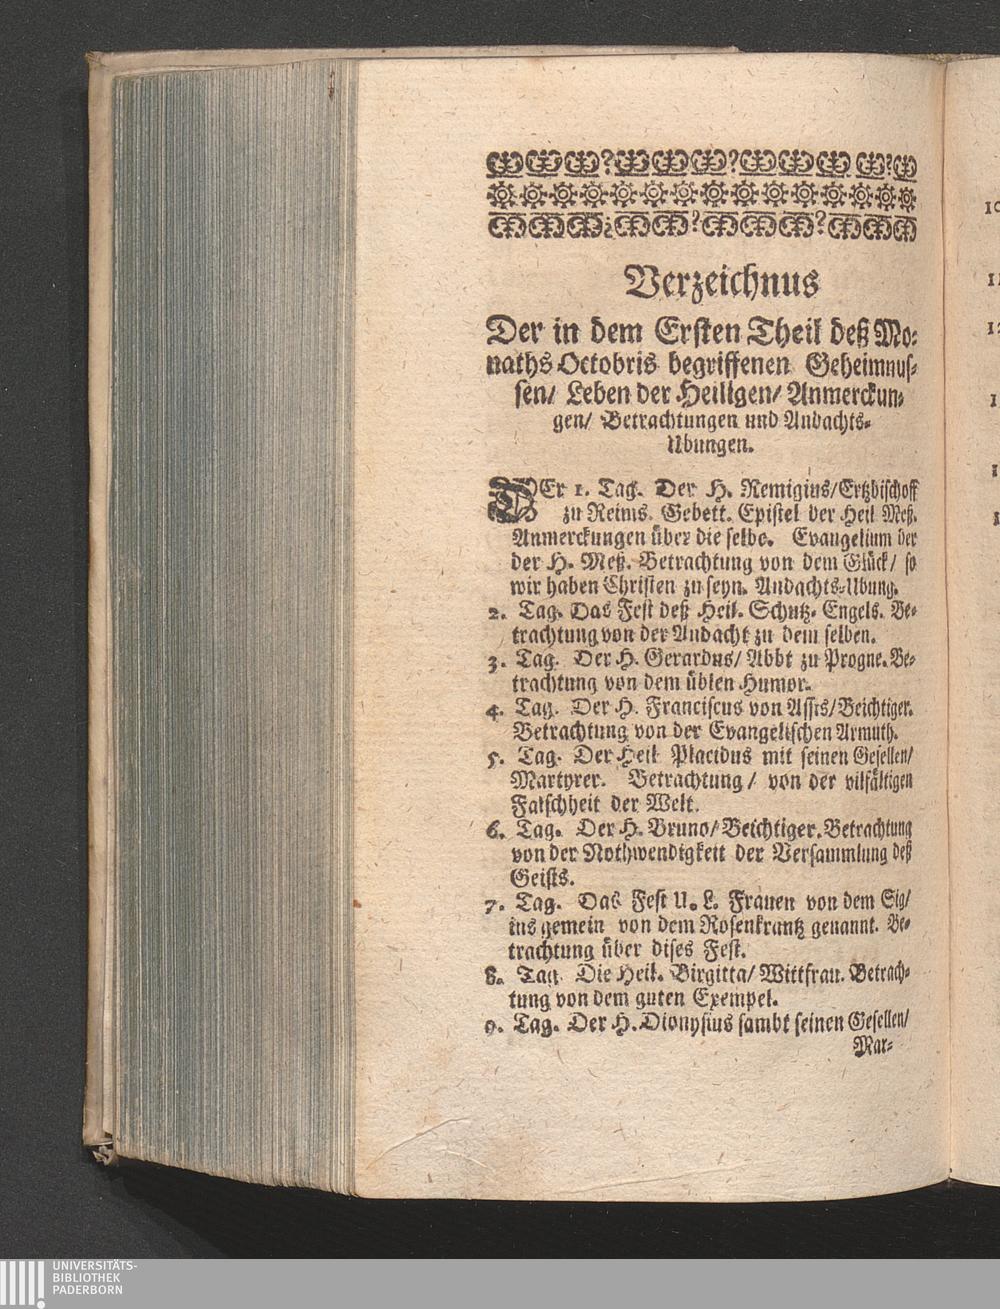 Verzeichnus
Der in dem Ersten Theil deß Mo-
naths Octobris begriffenen Geheimnus-
sen/ Leben der Heiligen/ Anmerckun-
gen/ Betrachtungen und Andachts-
Ubungen.
DEr 1. Tag. Der H. Remigius/Ertzbischoff
zu Reims. Gebett. Epistel der Heil Meß.
Anmerckungen über die selbe. Evangelium der
der H. Meß. Betrachtung von dem Glück/ so
wir haben Christen zu seyn. Andachts-Ubung.
2. Tag. Das Fest deß Heil. Schutz-Engels. Be-
trachtung von der Andacht zu dem selben.
3. Tag. Der H. Gerardus/ Abbt zu Progne. Be-
trachtung von dem üblen Humor.
4. Tag. Der H. Franciscus von Assis/Beichtiger.
Betrachtung von der Evangelischen Armuth.
5. Tag. Der Heil Placidus mit seinen Gesellen/
Martyrer. Betrachtung/ von der vilfältigen
Falschheit der Welt.
6. Tag. Der H. Bruno/Beichtiger. Betrachtung
von der Nothwendigkeit der Versammlung deß
Geists.
7. Tag. Das Fest U. L. Frauen von dem Sig/
ins gemein von dem Rosenkrantz genannt. Be-
trachtung über dises Fest.
8. Tag. Die Heil. Birgitta/ Wittfrau. Betrach-
tung von dem guten Exempel.
9. Tag. Der H. Dionysius sambt seinen Gesellen/
Mar-
UNIVERSITÄTS-
BIBLIOTHEK
PADERBORN